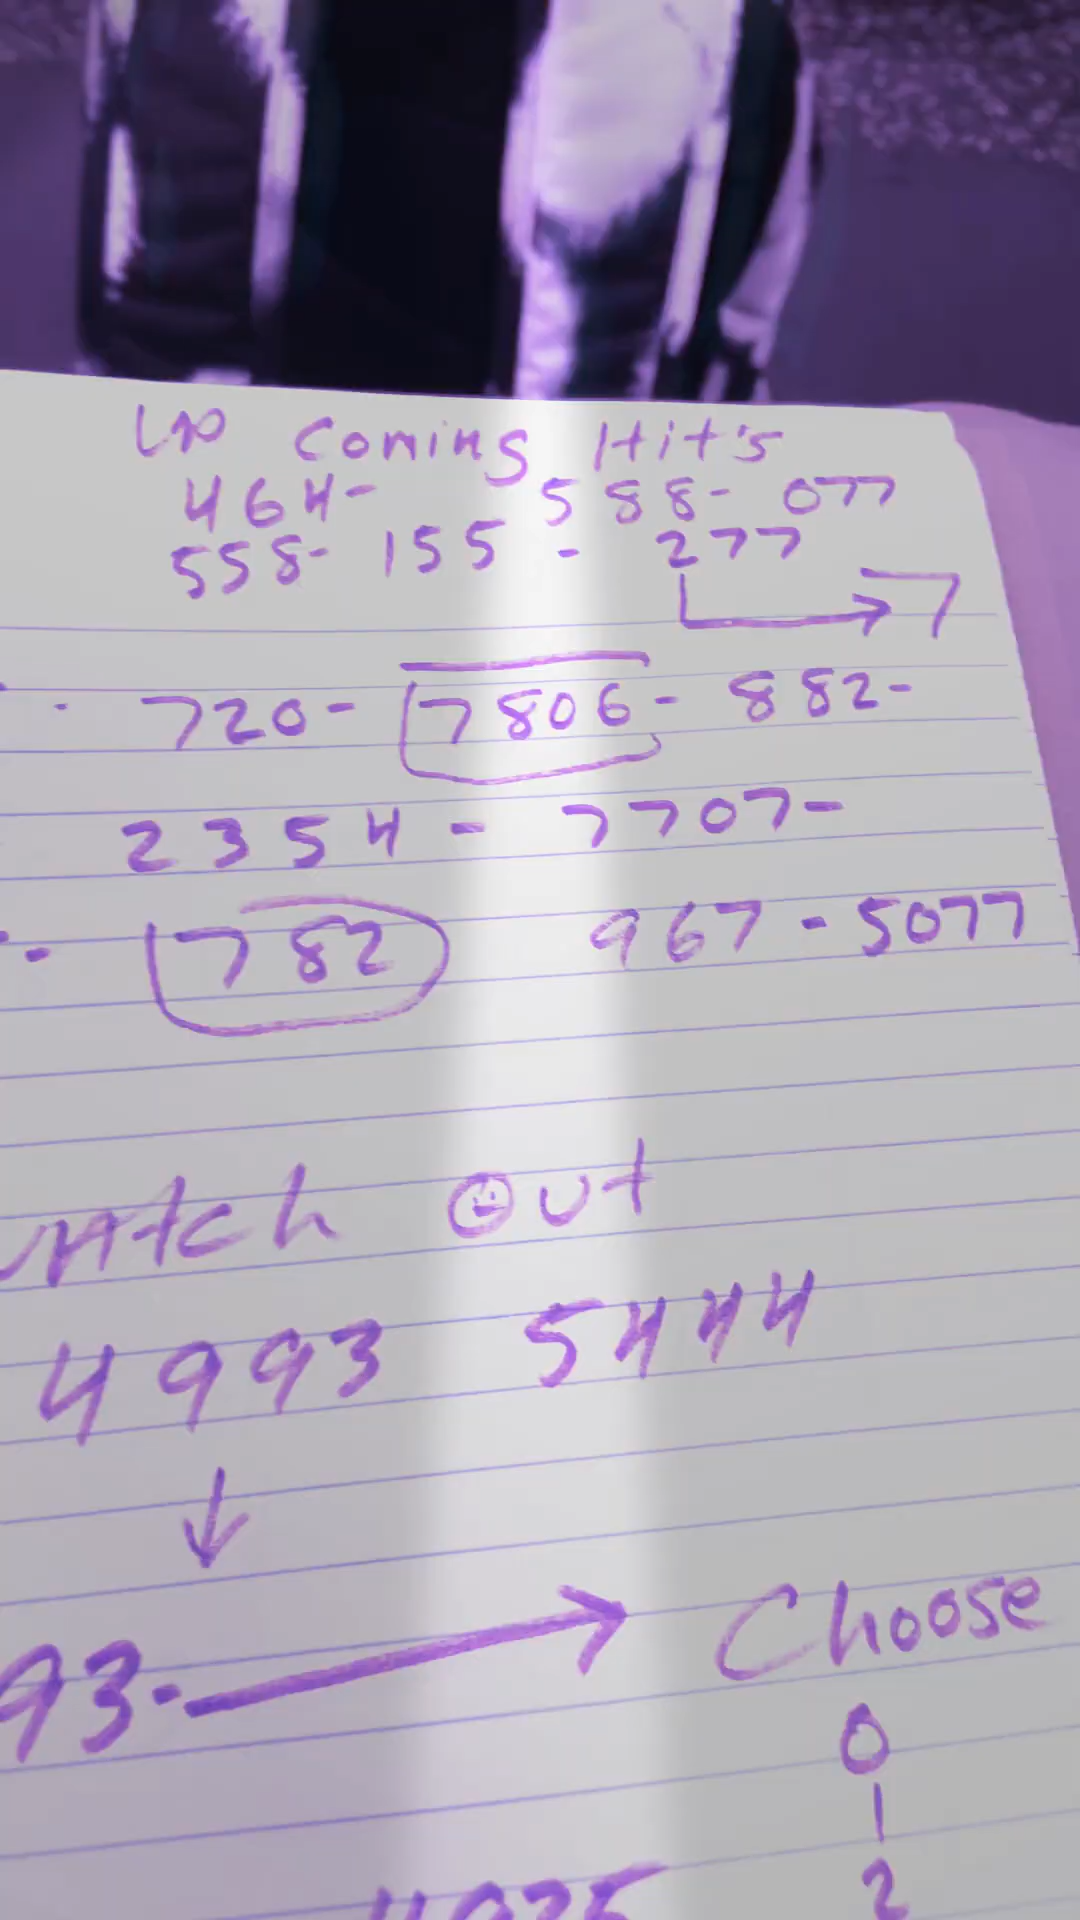 Up Coming Hit's
464- 588- 077
558- 155 - 277
7
- 720- 7806- 882-
2354 - 7707-
- 782 967 - 5077
Watch Out
4993 5444
93- Choose
0
1
2